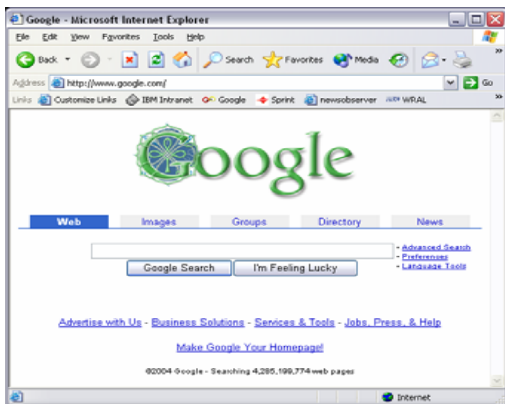 Google - Microsoft Internet Explorer
File Edit View Favorites Tools Help
Back Search Favorites Media
Address http://www.google.com/ Go
Links Customize Links IBM Intranet Google Sprint newsobserver WRAL
Google
Web Images Groups Directory News
- Advanced Search
- Preferences
- Language Tools
Google Search I'm Feeling Lucky
Advertise with Us - Business Solutions - Services & Tools - Jobs, Press, & Help
Make Google Your Homepage!
©2004 Google - Searching 4,285,199,774 web pages
Internet